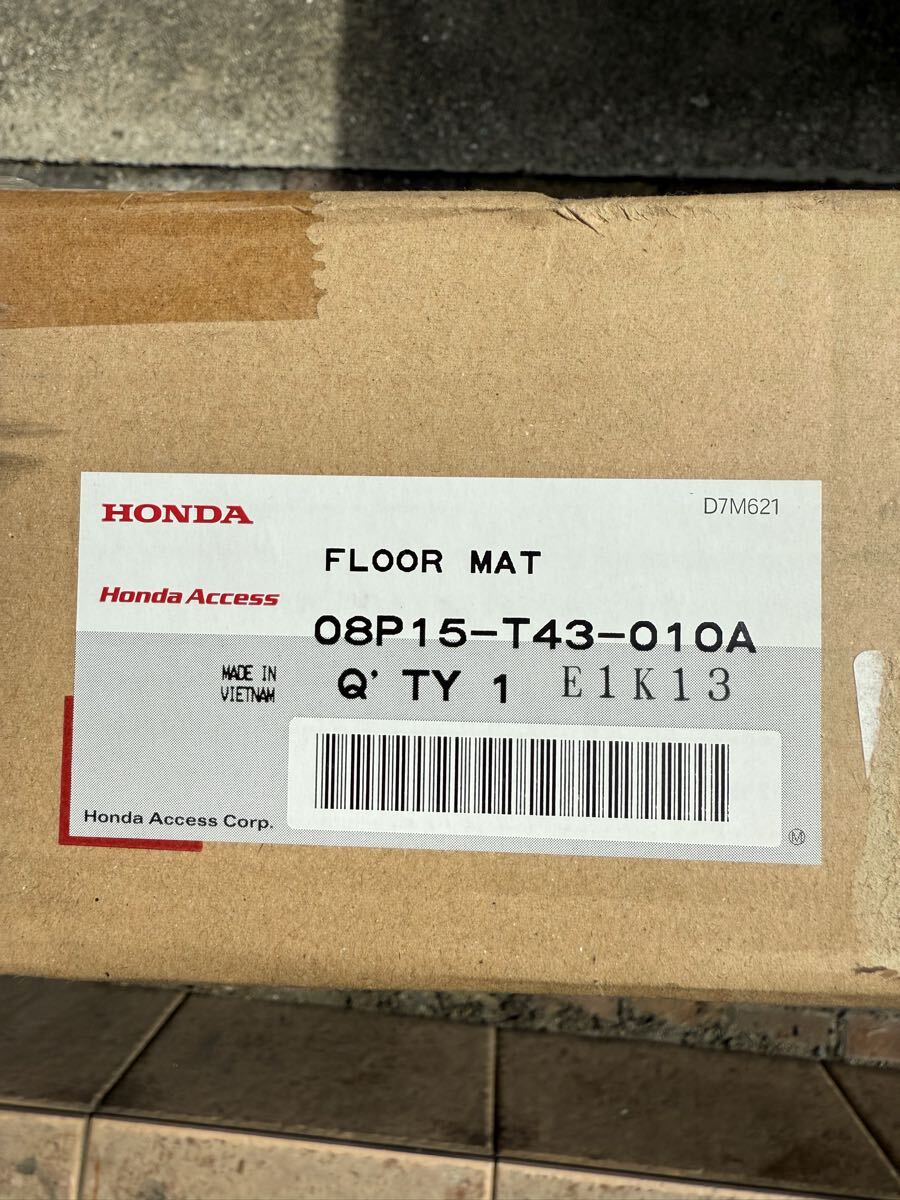 HONDA
D7M621
FLOOR MAT
Honda Access
08P15-T43-010A
MADE IN
VIETNAM
Q' TY 1 E1K13
Honda Access Corp.
M